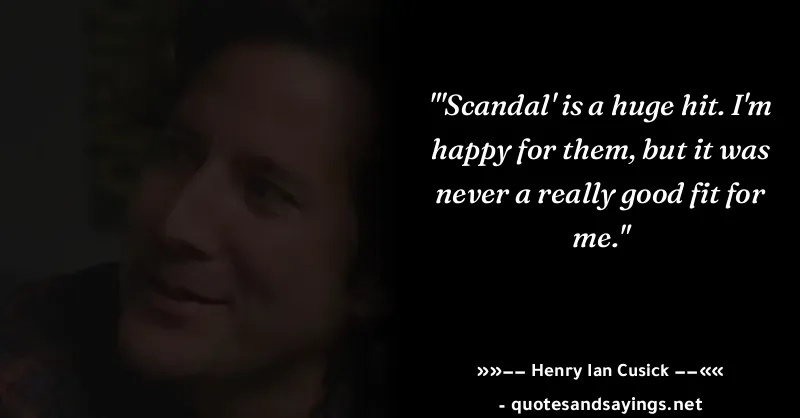 "'Scandal' is a huge hit. I'm
happy for them, but it was
never a really good fit for
me."
»»–– Henry Ian Cusick ––««
- quotesandsayings.net